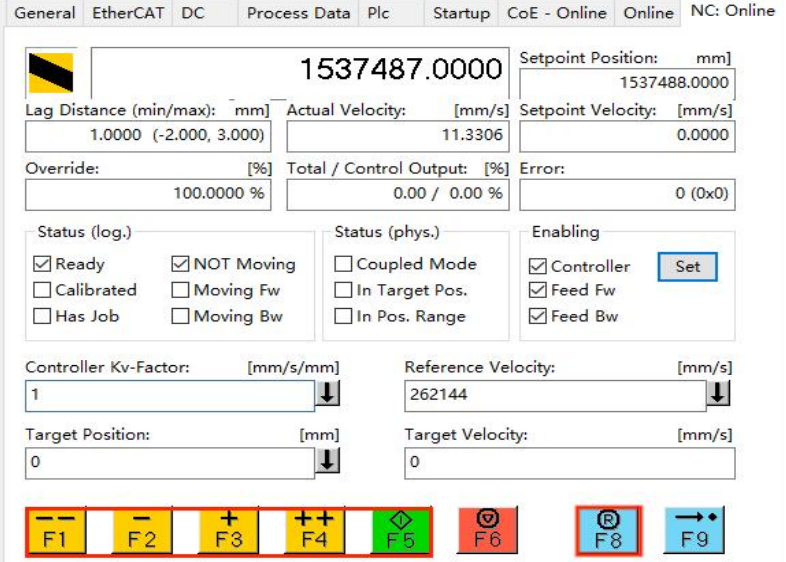 General EtherCAT DC Process Data Plc Startup CoE - Online Online NC: Online
1537487.0000
Setpoint Position: mm]
1537488.0000
Lag Distance (min/max): mm] Actual Velocity: [mm/s] Setpoint Velocity: [mm/s]
1.0000 (-2.000, 3.000) 11.3306 0.0000
Override: [%] Total / Control Output: [%] Error:
100.0000 % 0.00 / 0.00 % 0 (0x0)
Status (log.) Status (phys.) Enabling
Ready NOT Moving Coupled Mode Controller Set
Calibrated Moving Fw In Target Pos. Feed Fw
Has Job Moving Bw In Pos. Range Feed Bw
Controller Kv-Factor: [mm/s/mm] Reference Velocity: [mm/s]
1 262144
Target Position: [mm] Target Velocity: [mm/s]
0 0
-- - + ++ R
F1 F2 F3 F4 F5 F6 F8 F9